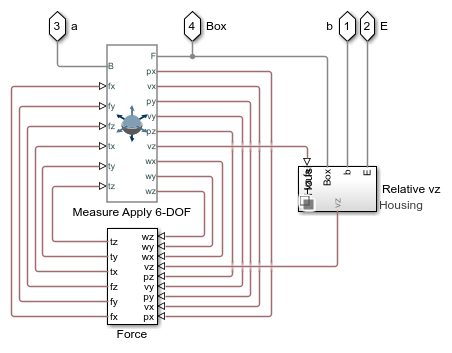 3 a
4 Box
b 1
2 E
B
fx
fy
fz
tx
ty
tz
F
px
vx
py
vy
pz
vz
wx
wy
wz
Measure Apply 6-DOF
Box
b
E
vz
Relative vz
Housing
tz
ty
tx
fz
fy
fx
wz
wy
wx
vz
pz
vy
py
vx
px
Force